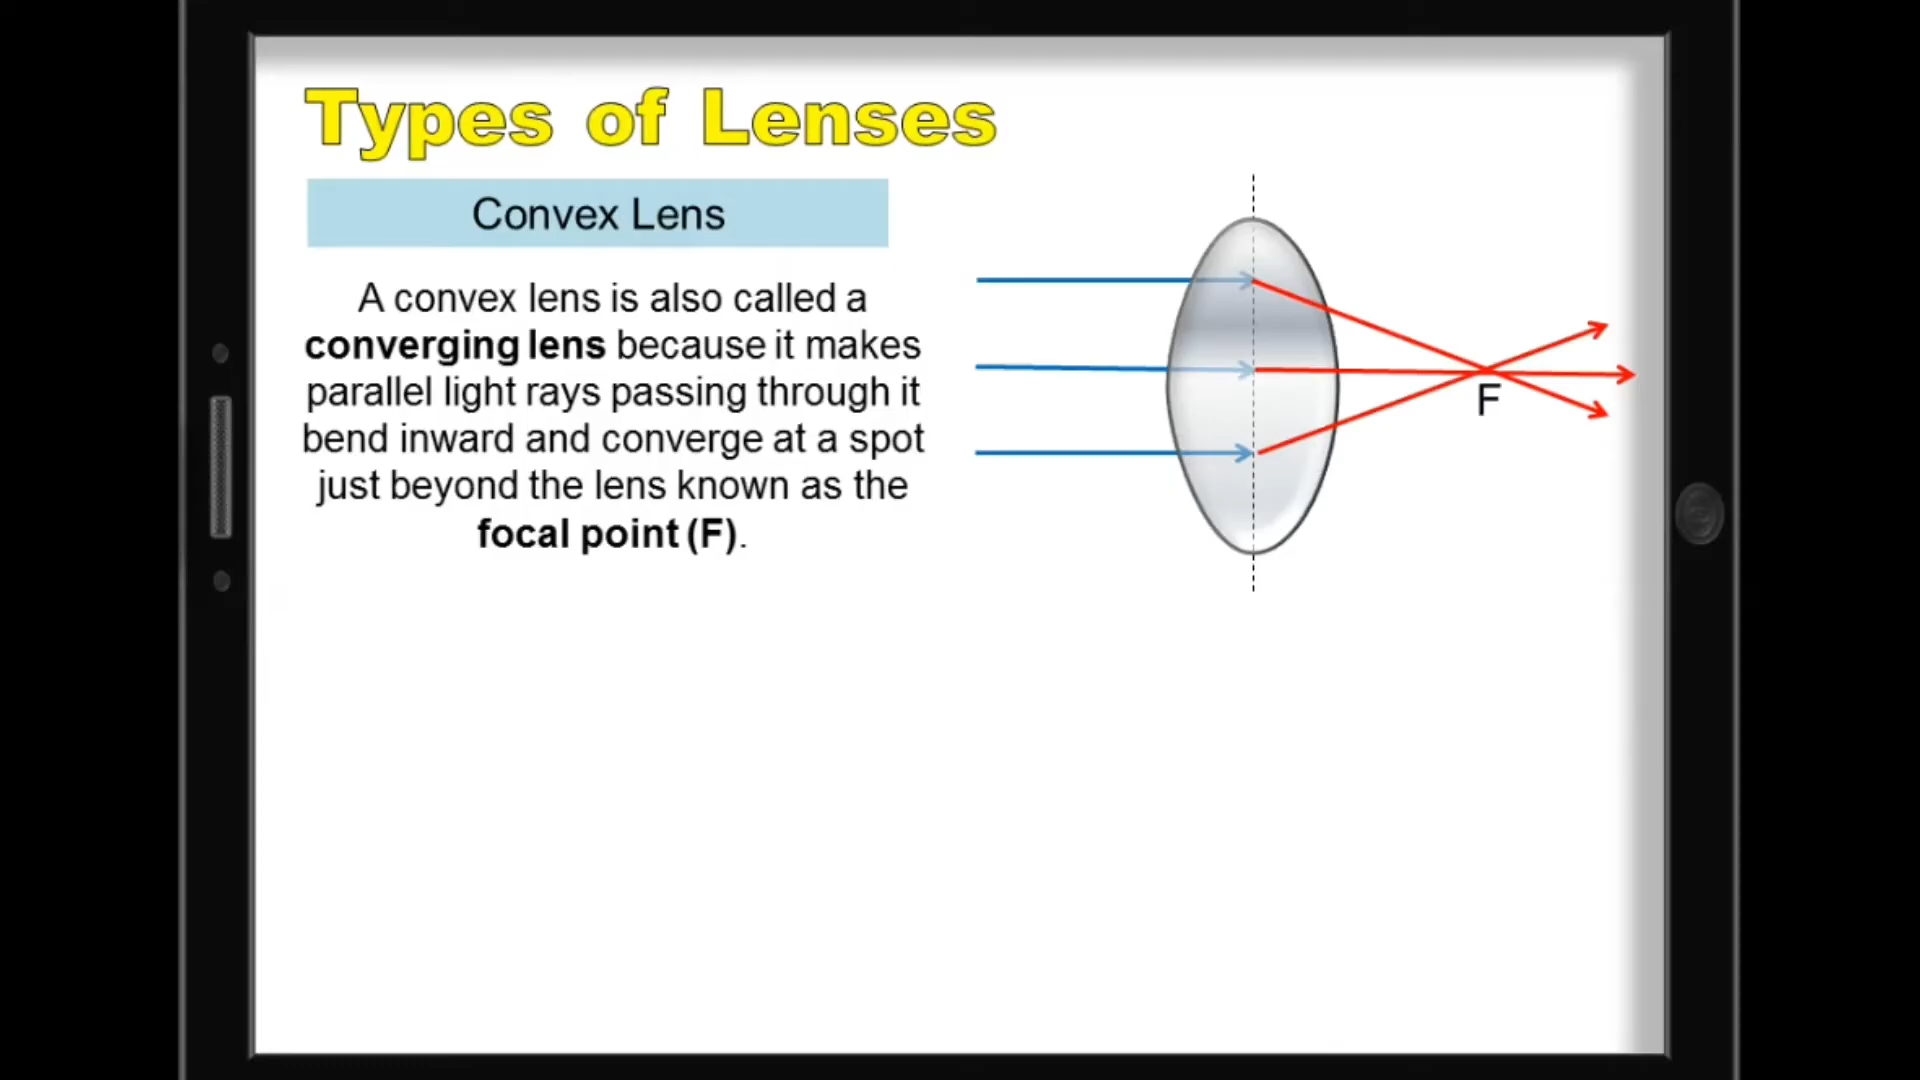 Types of Lenses
Convex Lens
A convex lens is also called a
converging lens because it makes
parallel light rays passing through it
bend inward and converge at a spot
just beyond the lens known as the
focal point (F).
F